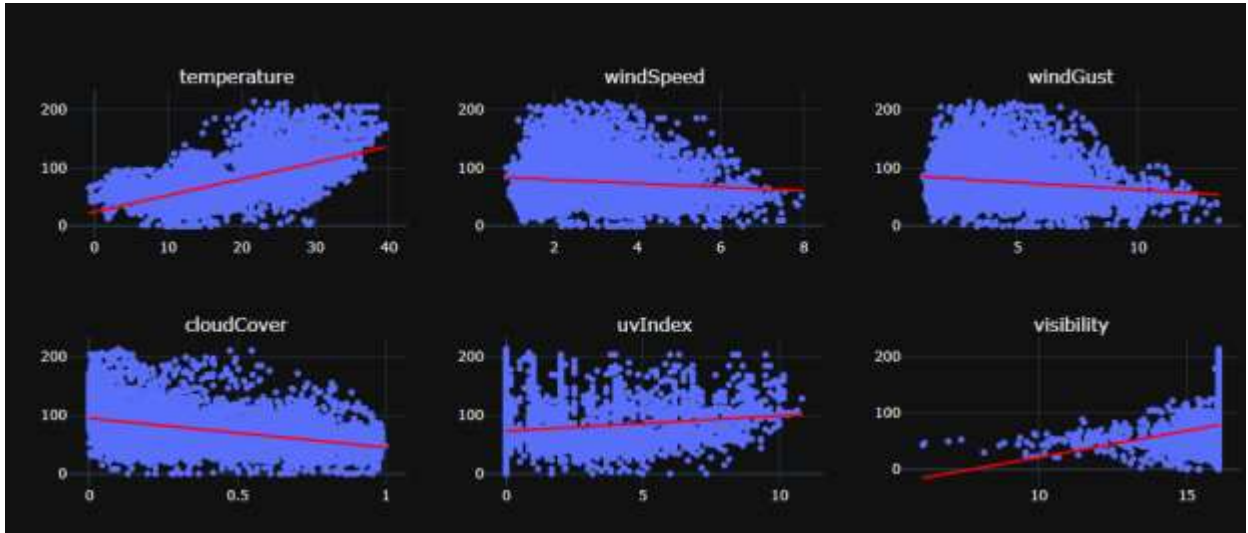 temperature windSpeed windGust
200 200 200
100 100 100
0 0 0
0 10 20 30 40 2 4 6 8 5 10
cloudCover uvIndex visibility
200 200 200
100 100 100
0 0 0
0 0.5 1 0 5 10 10 15